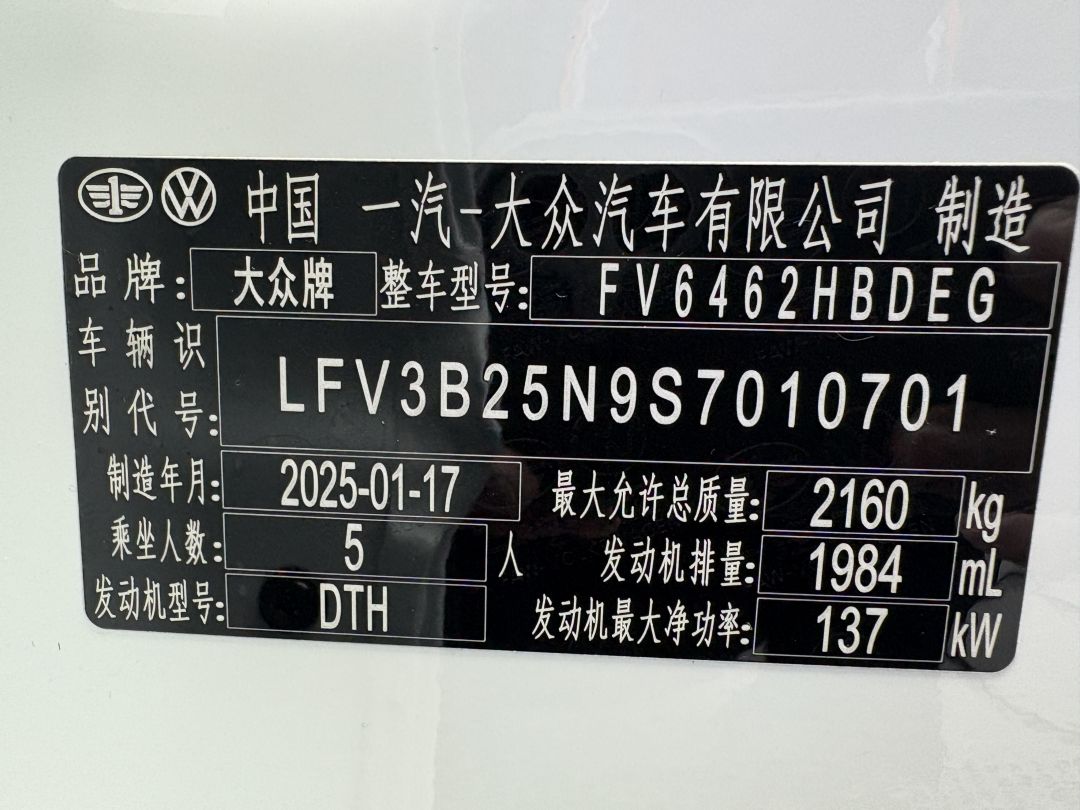 中国 一汽-大众汽车有限公司 制造
品牌: 大众牌 整车型号: FV6462HBDEG
车辆识别代号: LFV3B25N9S7010701
制造年月: 2025-01-17 最大允许总质量: 2160 kg
乘坐人数: 5 人 发动机排量: 1984 mL
发动机型号: DTH 发动机最大净功率: 137 kW